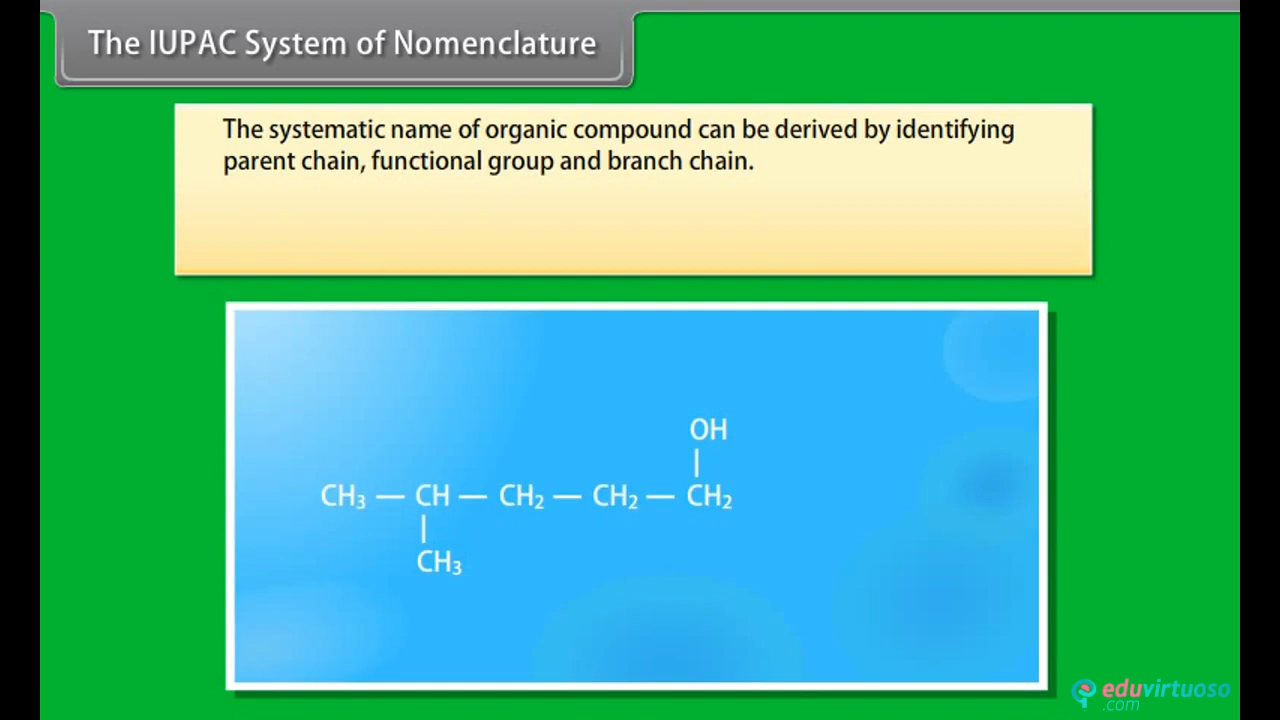 The IUPAC System of Nomenclature
The systematic name of organic compound can be derived by identifying
parent chain, functional group and branch chain.
OH
|
CH₃ — CH — CH₂ — CH₂ — CH₂
|
CH₃
eduvirtuoso
.com